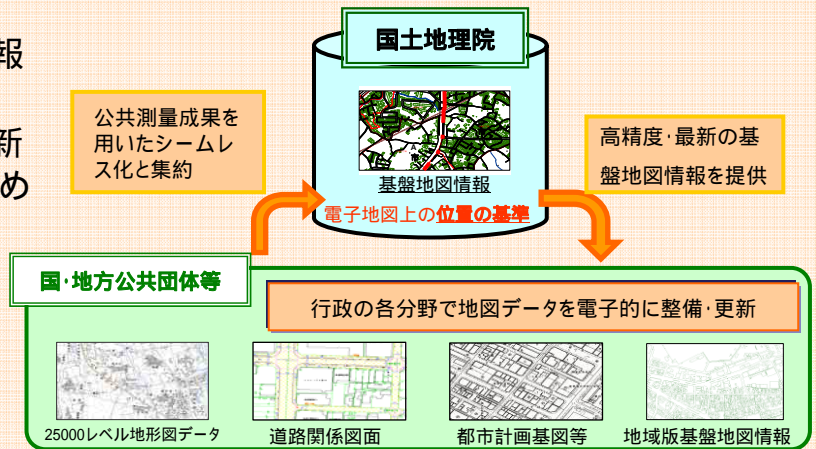 報
新
め
国土地理院
公共測量成果を
用いたシームレ
ス化と集約
基盤地図情報
電子地図上の位置の基準
高精度･最新の基
盤地図情報を提供
国･地方公共団体等
行政の各分野で地図データを電子的に整備･更新
25000レベル地形図データ
道路関係図面
都市計画基図等
地域版基盤地図情報